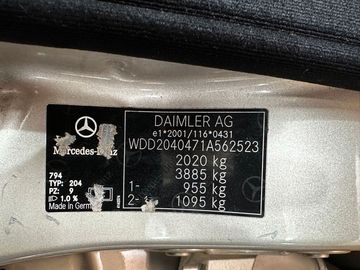 Mercedes-Benz
794
TYP: 204
PZ: 9
1.0 %
Made in Germany
DAIMLER AG
e1*2001/116*0431
WDD2040471A562523
2020 kg
3885 kg
1- 955 kg
2- 1095 kg